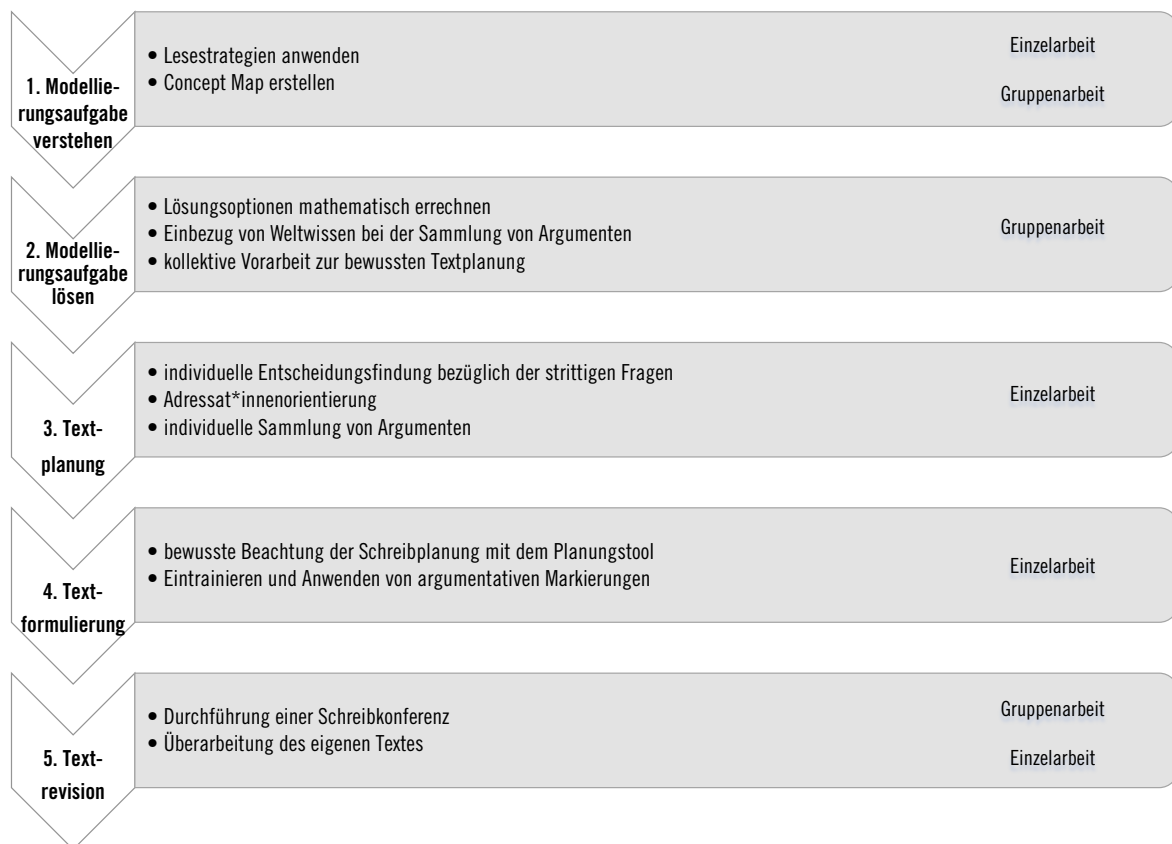 1. Modellie-
rungsaufgabe
verstehen
• Lesestrategien anwenden
• Concept Map erstellen
Einzelarbeit
Gruppenarbeit
2. Modellie-
rungsaufgabe
lösen
• Lösungsoptionen mathematisch errechnen
• Einbezug von Weltwissen bei der Sammlung von Argumenten
• kollektive Vorarbeit zur bewussten Textplanung
Gruppenarbeit
3. Text-
planung
• individuelle Entscheidungsfindung bezüglich der strittigen Fragen
• Adressat*innenorientierung
• individuelle Sammlung von Argumenten
Einzelarbeit
4. Text-
formulierung
• bewusste Beachtung der Schreibplanung mit dem Planungstool
• Eintrainieren und Anwenden von argumentativen Markierungen
Einzelarbeit
5. Text-
revision
• Durchführung einer Schreibkonferenz
• Überarbeitung des eigenen Textes
Gruppenarbeit
Einzelarbeit